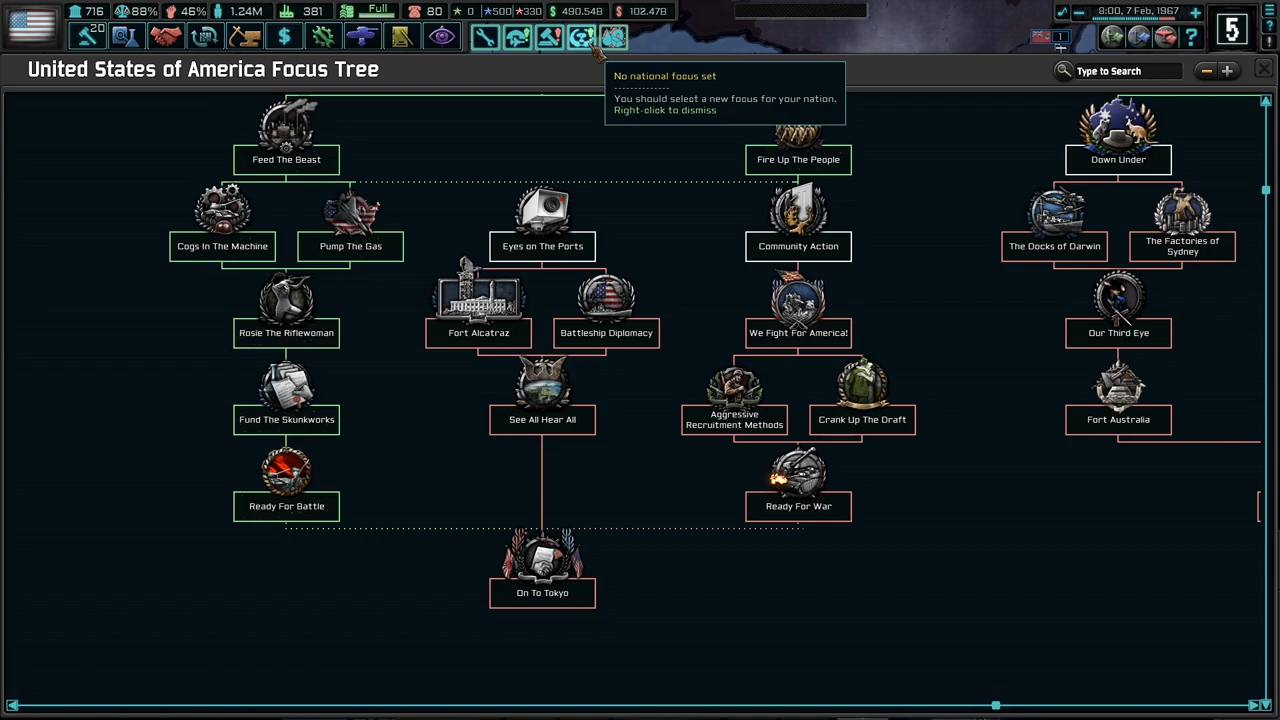 716
88%
46%
1.24M
381
Full
80
0
500
330
$ 490.54B
$ 102.47B
8:00, 7 Feb, 1967
20
1
?
5
?
United States of America Focus Tree
Type to Search
No national focus set
You should select a new focus for your nation.
Right-click to dismiss
Feed The Beast
Fire Up The People
Down Under
Cogs In The Machine
Pump The Gas
Eyes on The Ports
Community Action
The Docks of Darwin
The Factories of
Sydney
Rosie The Riflewoman
Fort Alcatraz
Battleship Diplomacy
We Fight For America!
Our Third Eye
Fund The Skunkworks
See All Hear All
Aggressive
Recruitment Methods
Crank Up The Draft
Fort Australia
Ready For Battle
Ready For War
On To Tokyo